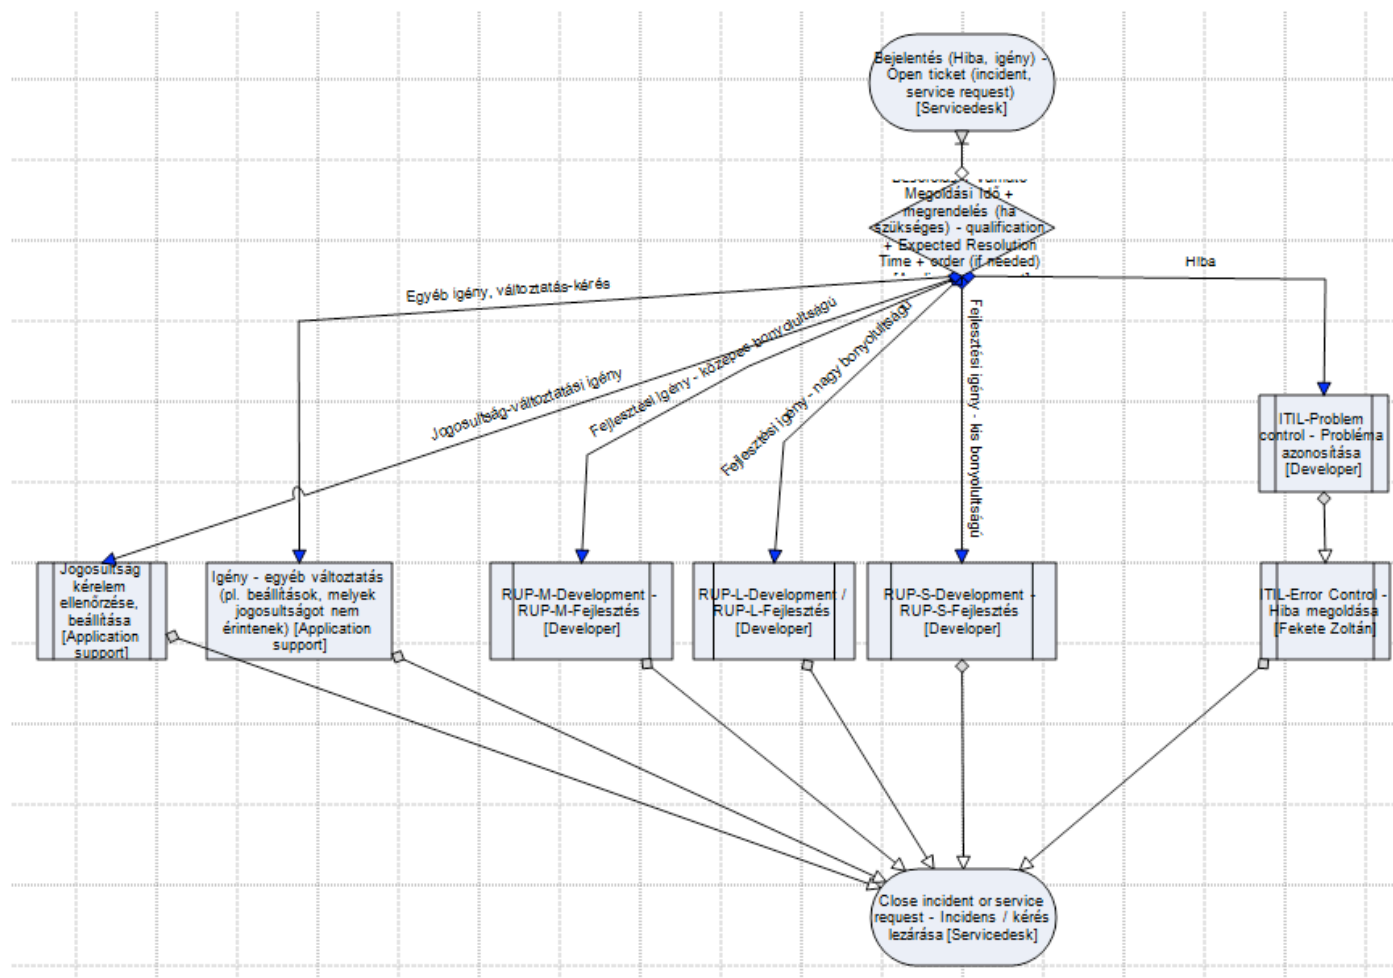 Bejelentés (Hiba, igény) -
Open ticket (incident,
service request)
[Servicedesk]
Megoldási Idő +
megrendelés (ha
szükséges) - qualification
+ Expected Resolution
Time + order (if needed)
Hiba
Egyéb igény, változtatás-kérés
Jogosultság-változtatási igény
Fejlesztési igény - közepes bonyolultságú
Fejlesztési igény - nagy bonyolultságú
Fejlesztési igény - kis bonyolultságú
ITIL-Problem
control - Probléma
azonosítása
[Developer]
Jogosultság
kérelem
ellenőrzése,
beállítása
[Application
support]
Igény - egyéb változtatás
(pl. beállítások, melyek
jogosultságot nem
érintenek) [Application
support]
RUP-M-Development -
RUP-M-Fejlesztés
[Developer]
RUP-L-Development /
RUP-L-Fejlesztés
[Developer]
RUP-S-Development -
RUP-S-Fejlesztés
[Developer]
ITIL-Error Control -
Hiba megoldása
[Fekete Zoltán]
Close incident or service
request - Incidens / kérés
lezárása [Servicedesk]